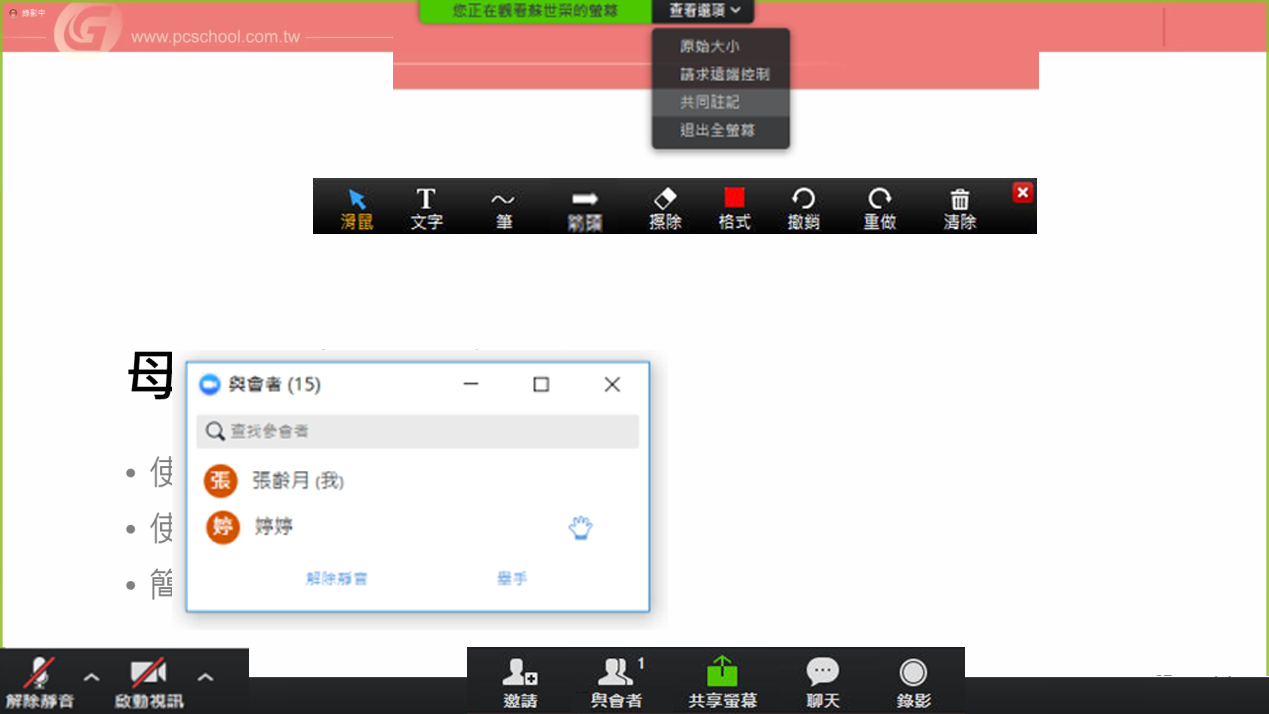 錄影中
您正在觀看蘇世榮的螢幕 查看選項
www.pcschool.com.tw
原始大小
請求遠端控制
共同註記
退出全螢幕
滑鼠 文字 筆 箭頭 擦除 格式 撤銷 重做 清除
母
與會者 (15)
查找參會者
張 張齡月 (我)
婷 婷婷
解除靜音 舉手
• 使
• 使
• 簡
解除靜音 啟動視訊 邀請 與會者 1 共享螢幕 聊天 錄影